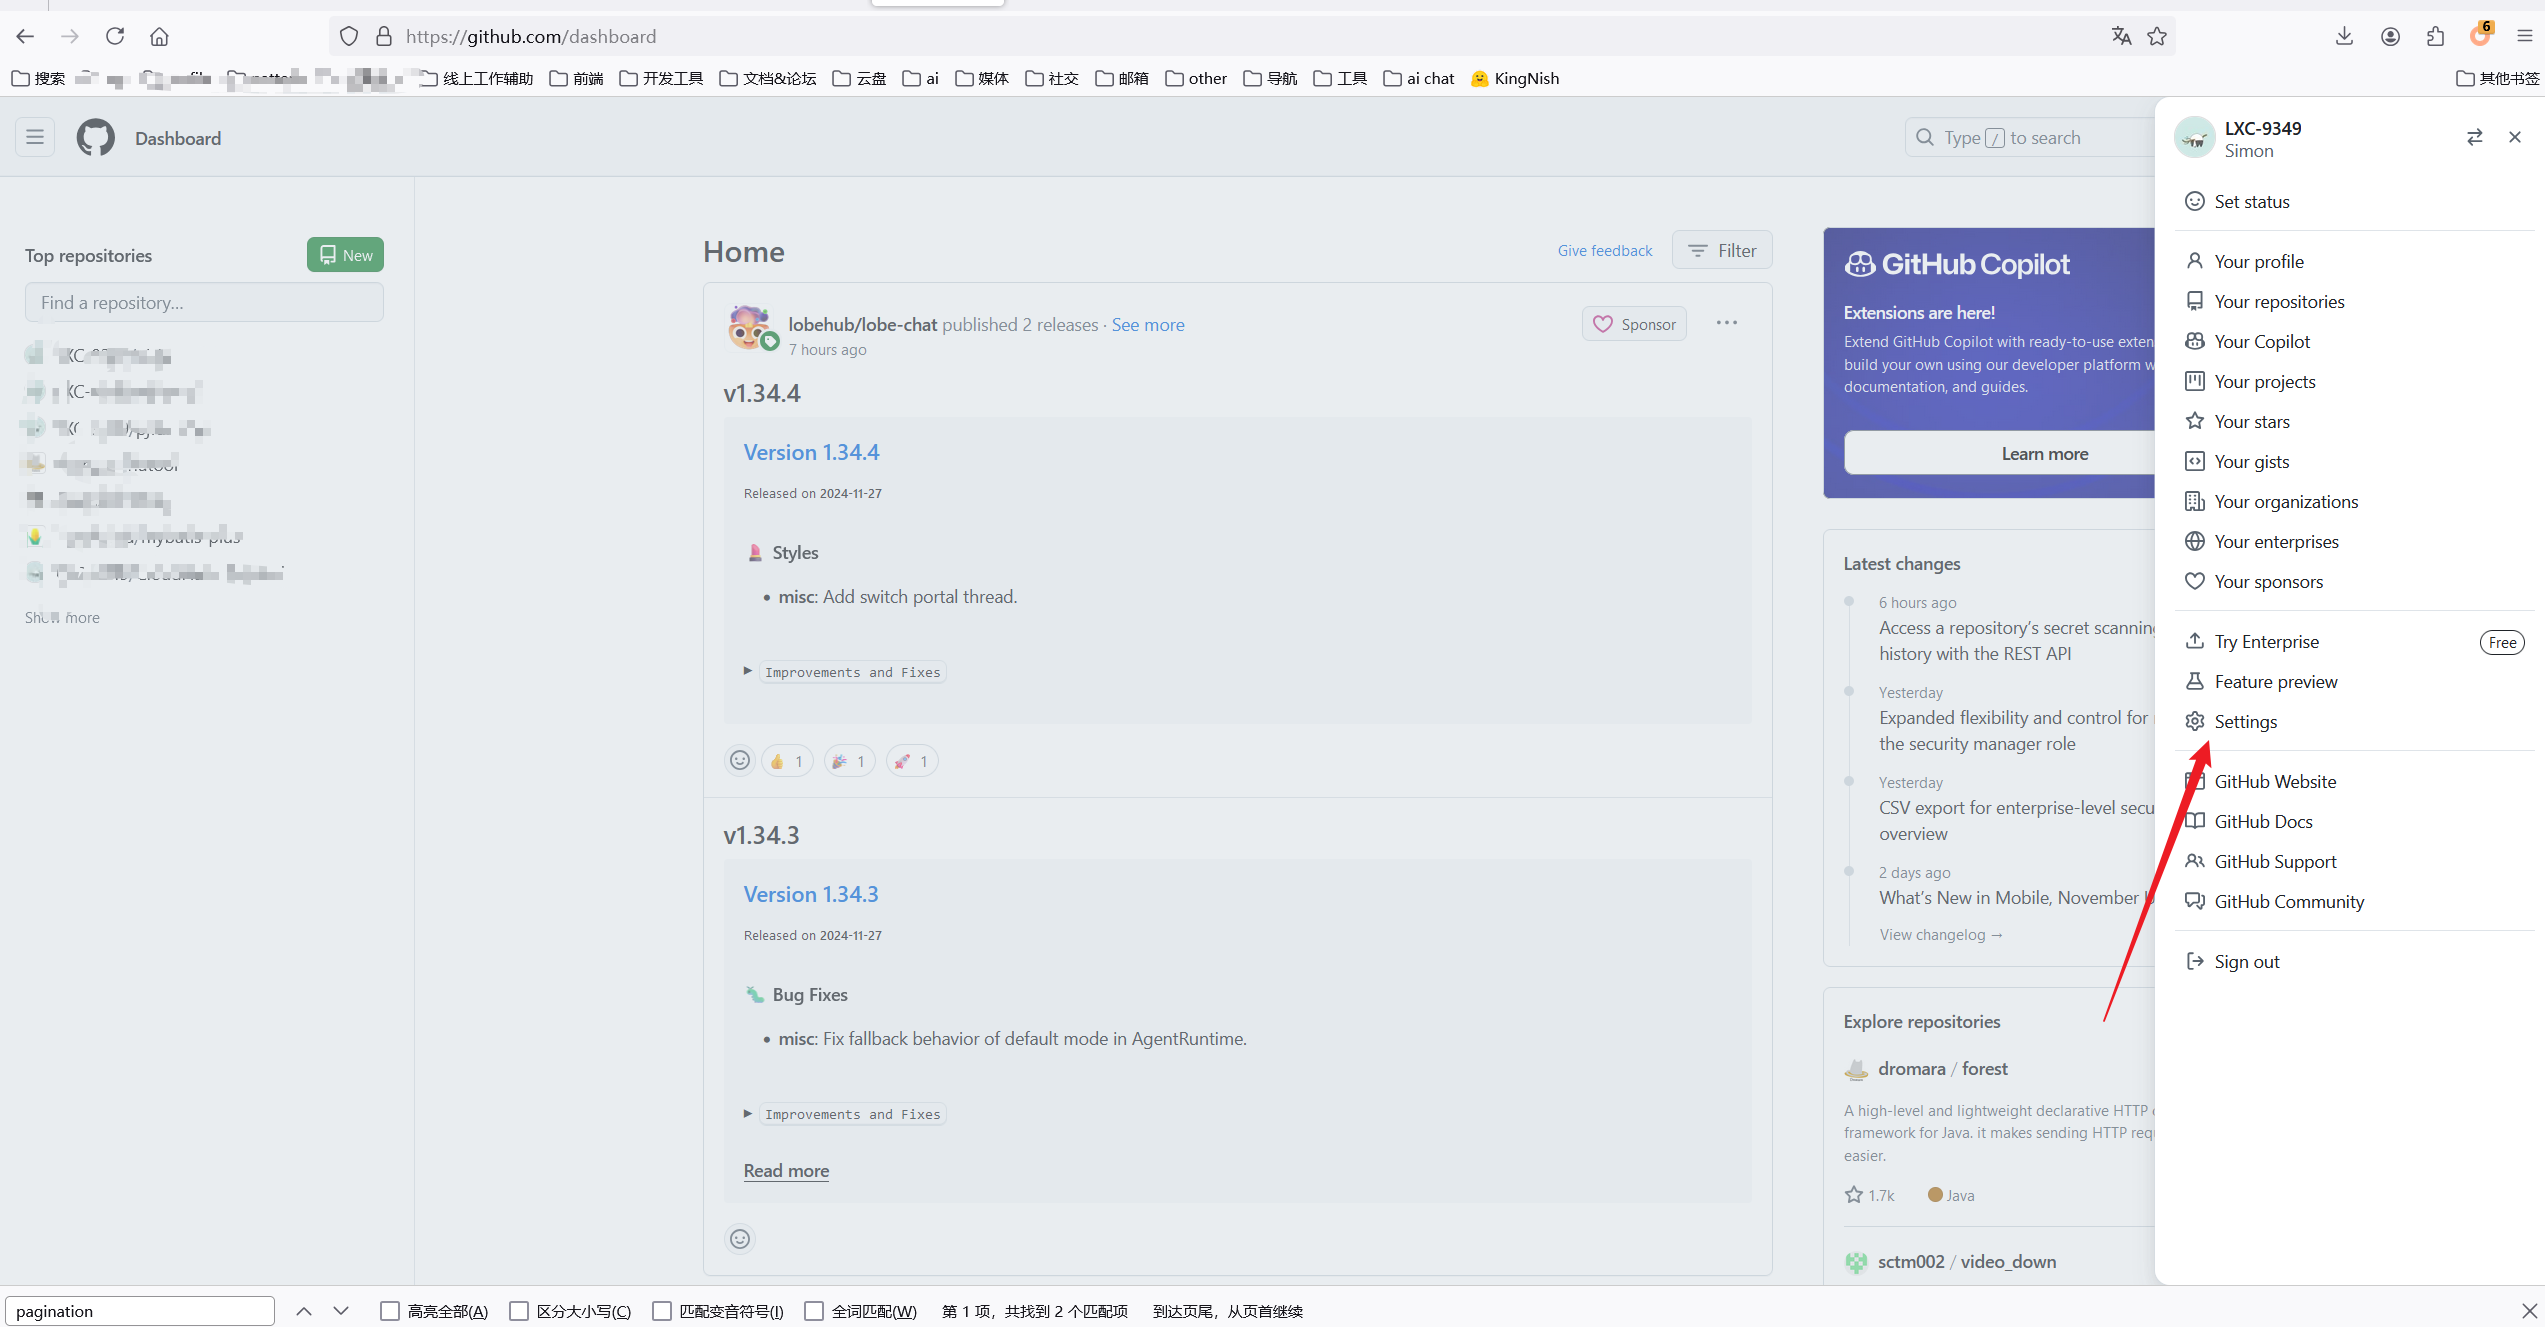 https://github.com/dashboard
搜索
线上工作辅助
前端
开发工具
文档&论坛
云盘
ai
媒体
社交
邮箱
other
导航
工具
ai chat
KingNish
其他书签
Dashboard
Type / to search
Top repositories
New
Find a repository…
Show more
Home
Give feedback
Filter
lobehub/lobe-chat published 2 releases · See more
7 hours ago
Sponsor
v1.34.4
Version 1.34.4
Released on 2024-11-27
Styles
• misc: Add switch portal thread.
Improvements and Fixes
1
1
1
v1.34.3
Version 1.34.3
Released on 2024-11-27
Bug Fixes
• misc: Fix fallback behavior of default mode in AgentRuntime.
Improvements and Fixes
Read more
GitHub Copilot
Extensions are here!
Extend GitHub Copilot with ready-to-use
build your own using our developer platform
documentation, and guides.
Learn more
Latest changes
6 hours ago
Access a repository’s secret
history with the REST API
Yesterday
Expanded flexibility and control for
the security manager role
Yesterday
CSV export for enterprise-level
overview
2 days ago
What’s New in Mobile, November
View changelog →
Explore repositories
dromara / forest
A high-level and lightweight declarative HTTP
framework for Java. it makes sending HTTP
easier.
1.7k
Java
sctm002 / video_down
6
LXC-9349
Simon
Set status
Your profile
Your repositories
Your Copilot
Your projects
Your stars
Your gists
Your organizations
Your enterprises
Your sponsors
Try Enterprise
Free
Feature preview
Settings
GitHub Website
GitHub Docs
GitHub Support
GitHub Community
Sign out
pagination
高亮全部(A)
区分大小写(C)
匹配变音符号(I)
全词匹配(W)
第 1 项，共找到 2 个匹配项
到达页尾，从页首继续